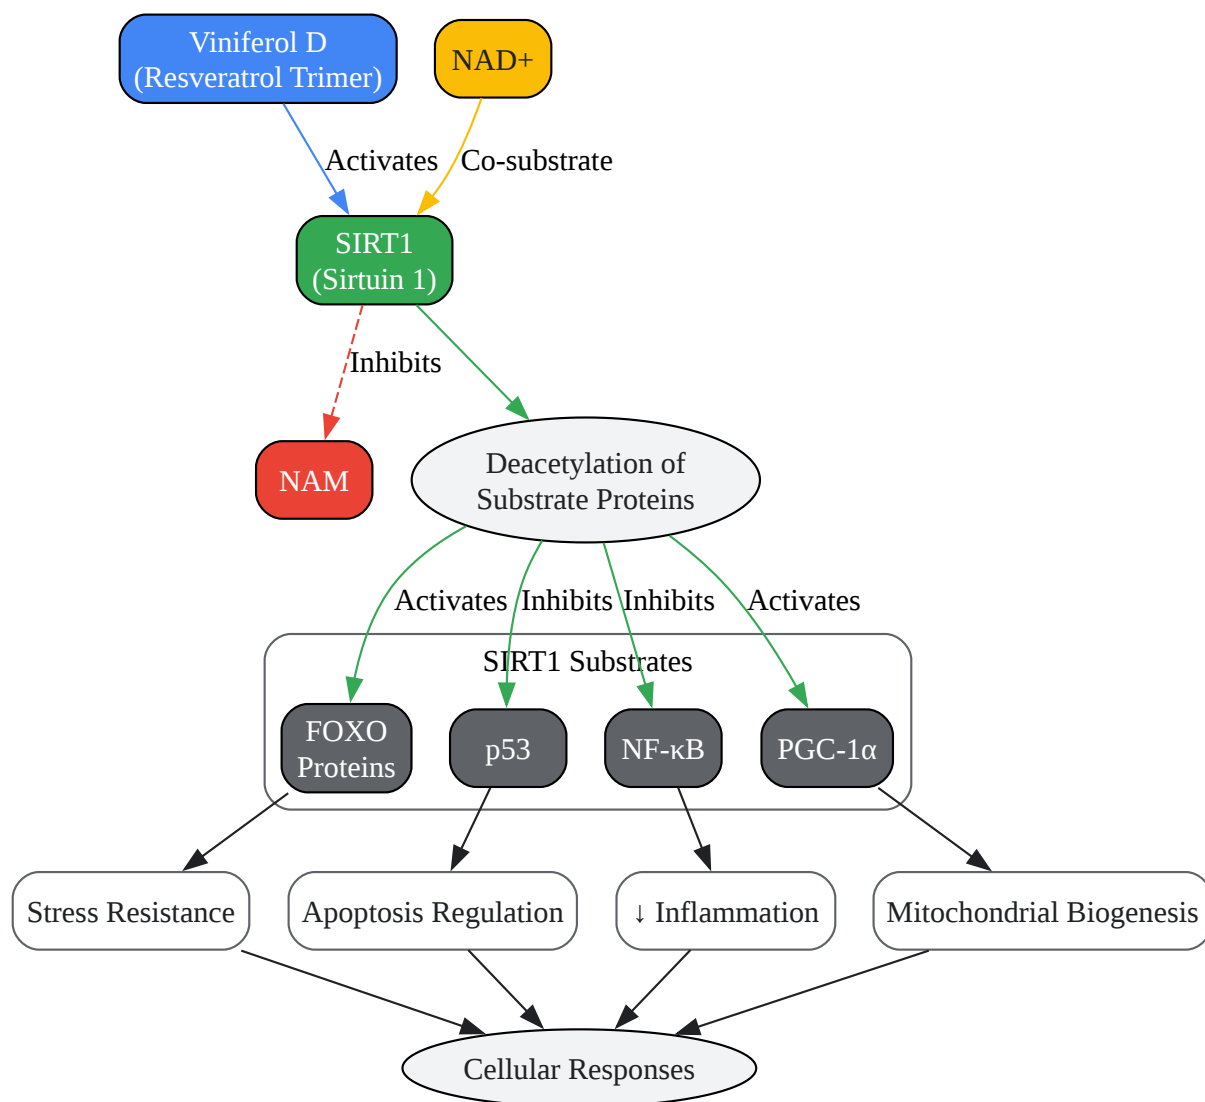 Viniferol D
(Resveratrol Trimer)
NAD+
Activates
Co-substrate
SIRT1
(Sirtuin 1)
Inhibits
NAM
Deacetylation of
Substrate Proteins
Activates
Inhibits
Inhibits
Activates
SIRT1 Substrates
FOXO
Proteins
p53
NF-κB
PGC-1α
Stress Resistance
Apoptosis Regulation
↓ Inflammation
Mitochondrial Biogenesis
Cellular Responses